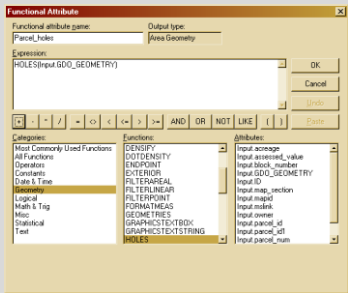 Functional Attribute
Functional attribute name:
Output type:
Parcel_holes
Area Geometry
Expression:
HOLES(Input.GDO_GEOMETRY)
OK
Cancel
Undo
+ - * / = <> < <= > >= AND OR NOT LIKE ( )
Paste
Categories:
Functions:
Attributes:
Most Commonly Used Functions
All Functions
Operators
Constants
Date & Time
Geometry
Logical
Math & Trig
Misc
Statistical
Text
DENSIFY
DOTDENSITY
ENDPOINT
EXTERIOR
FILTERAREAL
FILTERLINEAR
FILTERPOINT
FORMATMEAS
GEOMETRIES
GRAPHICSTEXTBOX
GRAPHICSTEXTSTRING
HOLES
Input.acreage
Input.assessed_value
Input.block_number
Input.GDO_GEOMETRY
Input.ID
Input.map_section
Input.mapid
Input.mslink
Input.owner
Input.parcel_id
Input.parcel_id1
Input.parcel_num